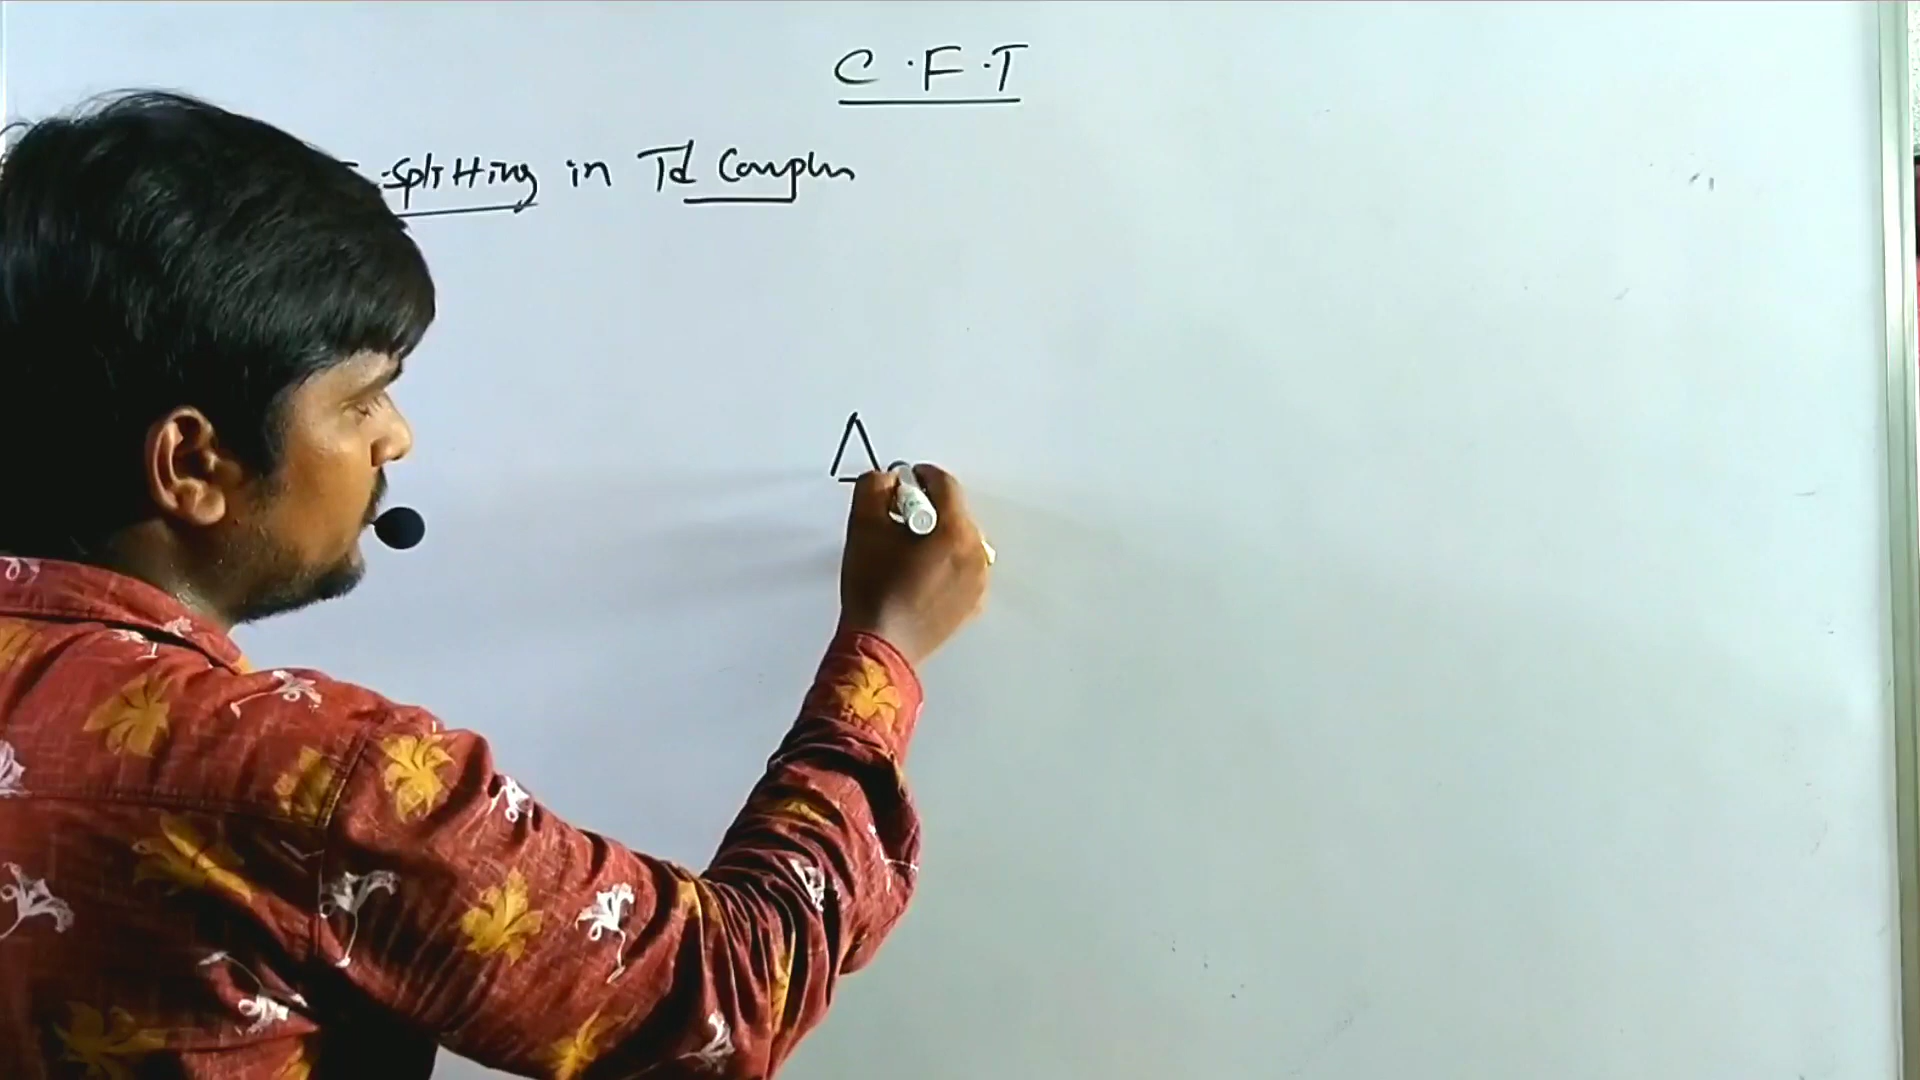 C.F.T
-Splitting in Td Complex
Δ